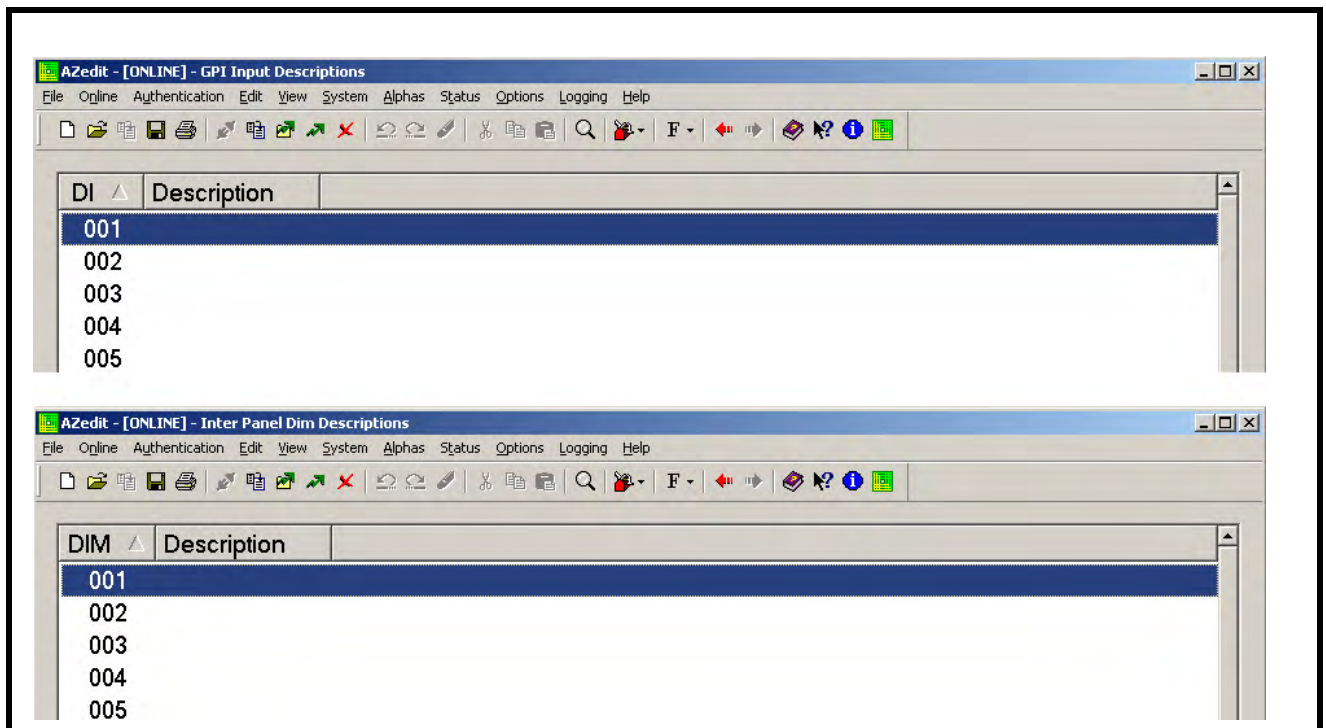 AZedit - [ONLINE] - GPI Input Descriptions
File Online Authentication Edit View System Alphas Status Options Logging Help
F
DI Description
001
002
003
004
005
AZedit - [ONLINE] - Inter Panel Dim Descriptions
File Online Authentication Edit View System Alphas Status Options Logging Help
F
DIM Description
001
002
003
004
005